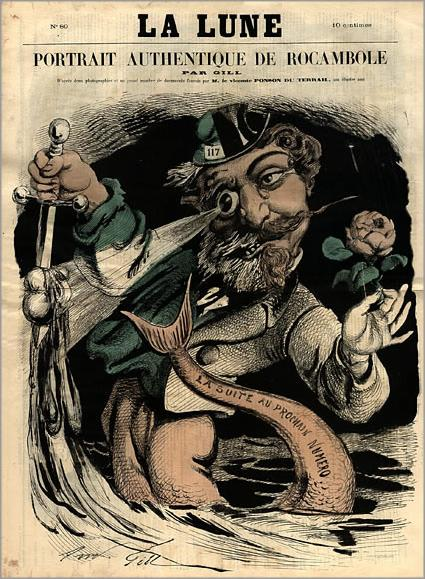 Nº 80
LA LUNE
10 centimes
PORTRAIT AUTHENTIQUE DE ROCAMBOLE
PAR GILL
D'après deux photographies et un grand nombre de documents fournis par M. le vicomte PONSON DU TERRAIL, son illustre ami
117
LA SUITE AU PROCHAIN NUMÉRO
Gill